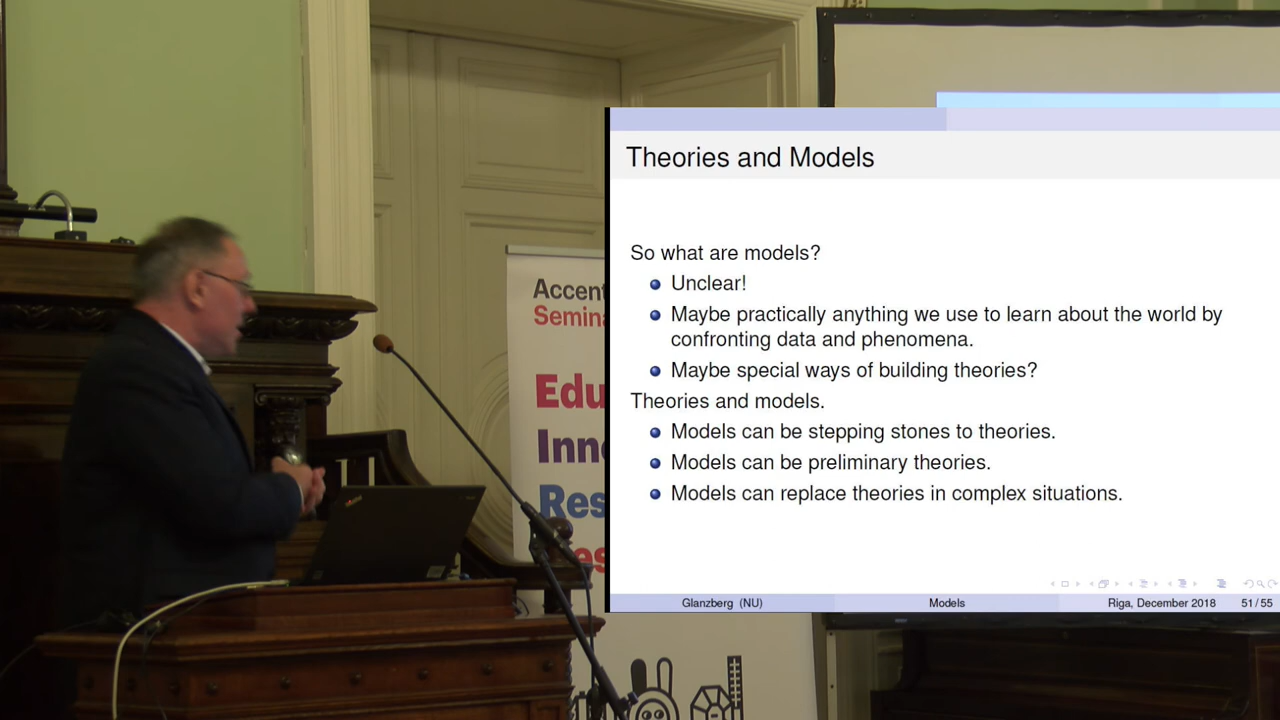 Theories and Models
So what are models?
Unclear!
Maybe practically anything we use to learn about the world by
confronting data and phenomena.
Maybe special ways of building theories?
Theories and models.
Models can be stepping stones to theories.
Models can be preliminary theories.
Models can replace theories in complex situations.
Glanzberg (NU) Models Riga, December 2018 51 / 55
Accent
Semina
Edu
Inno
Res